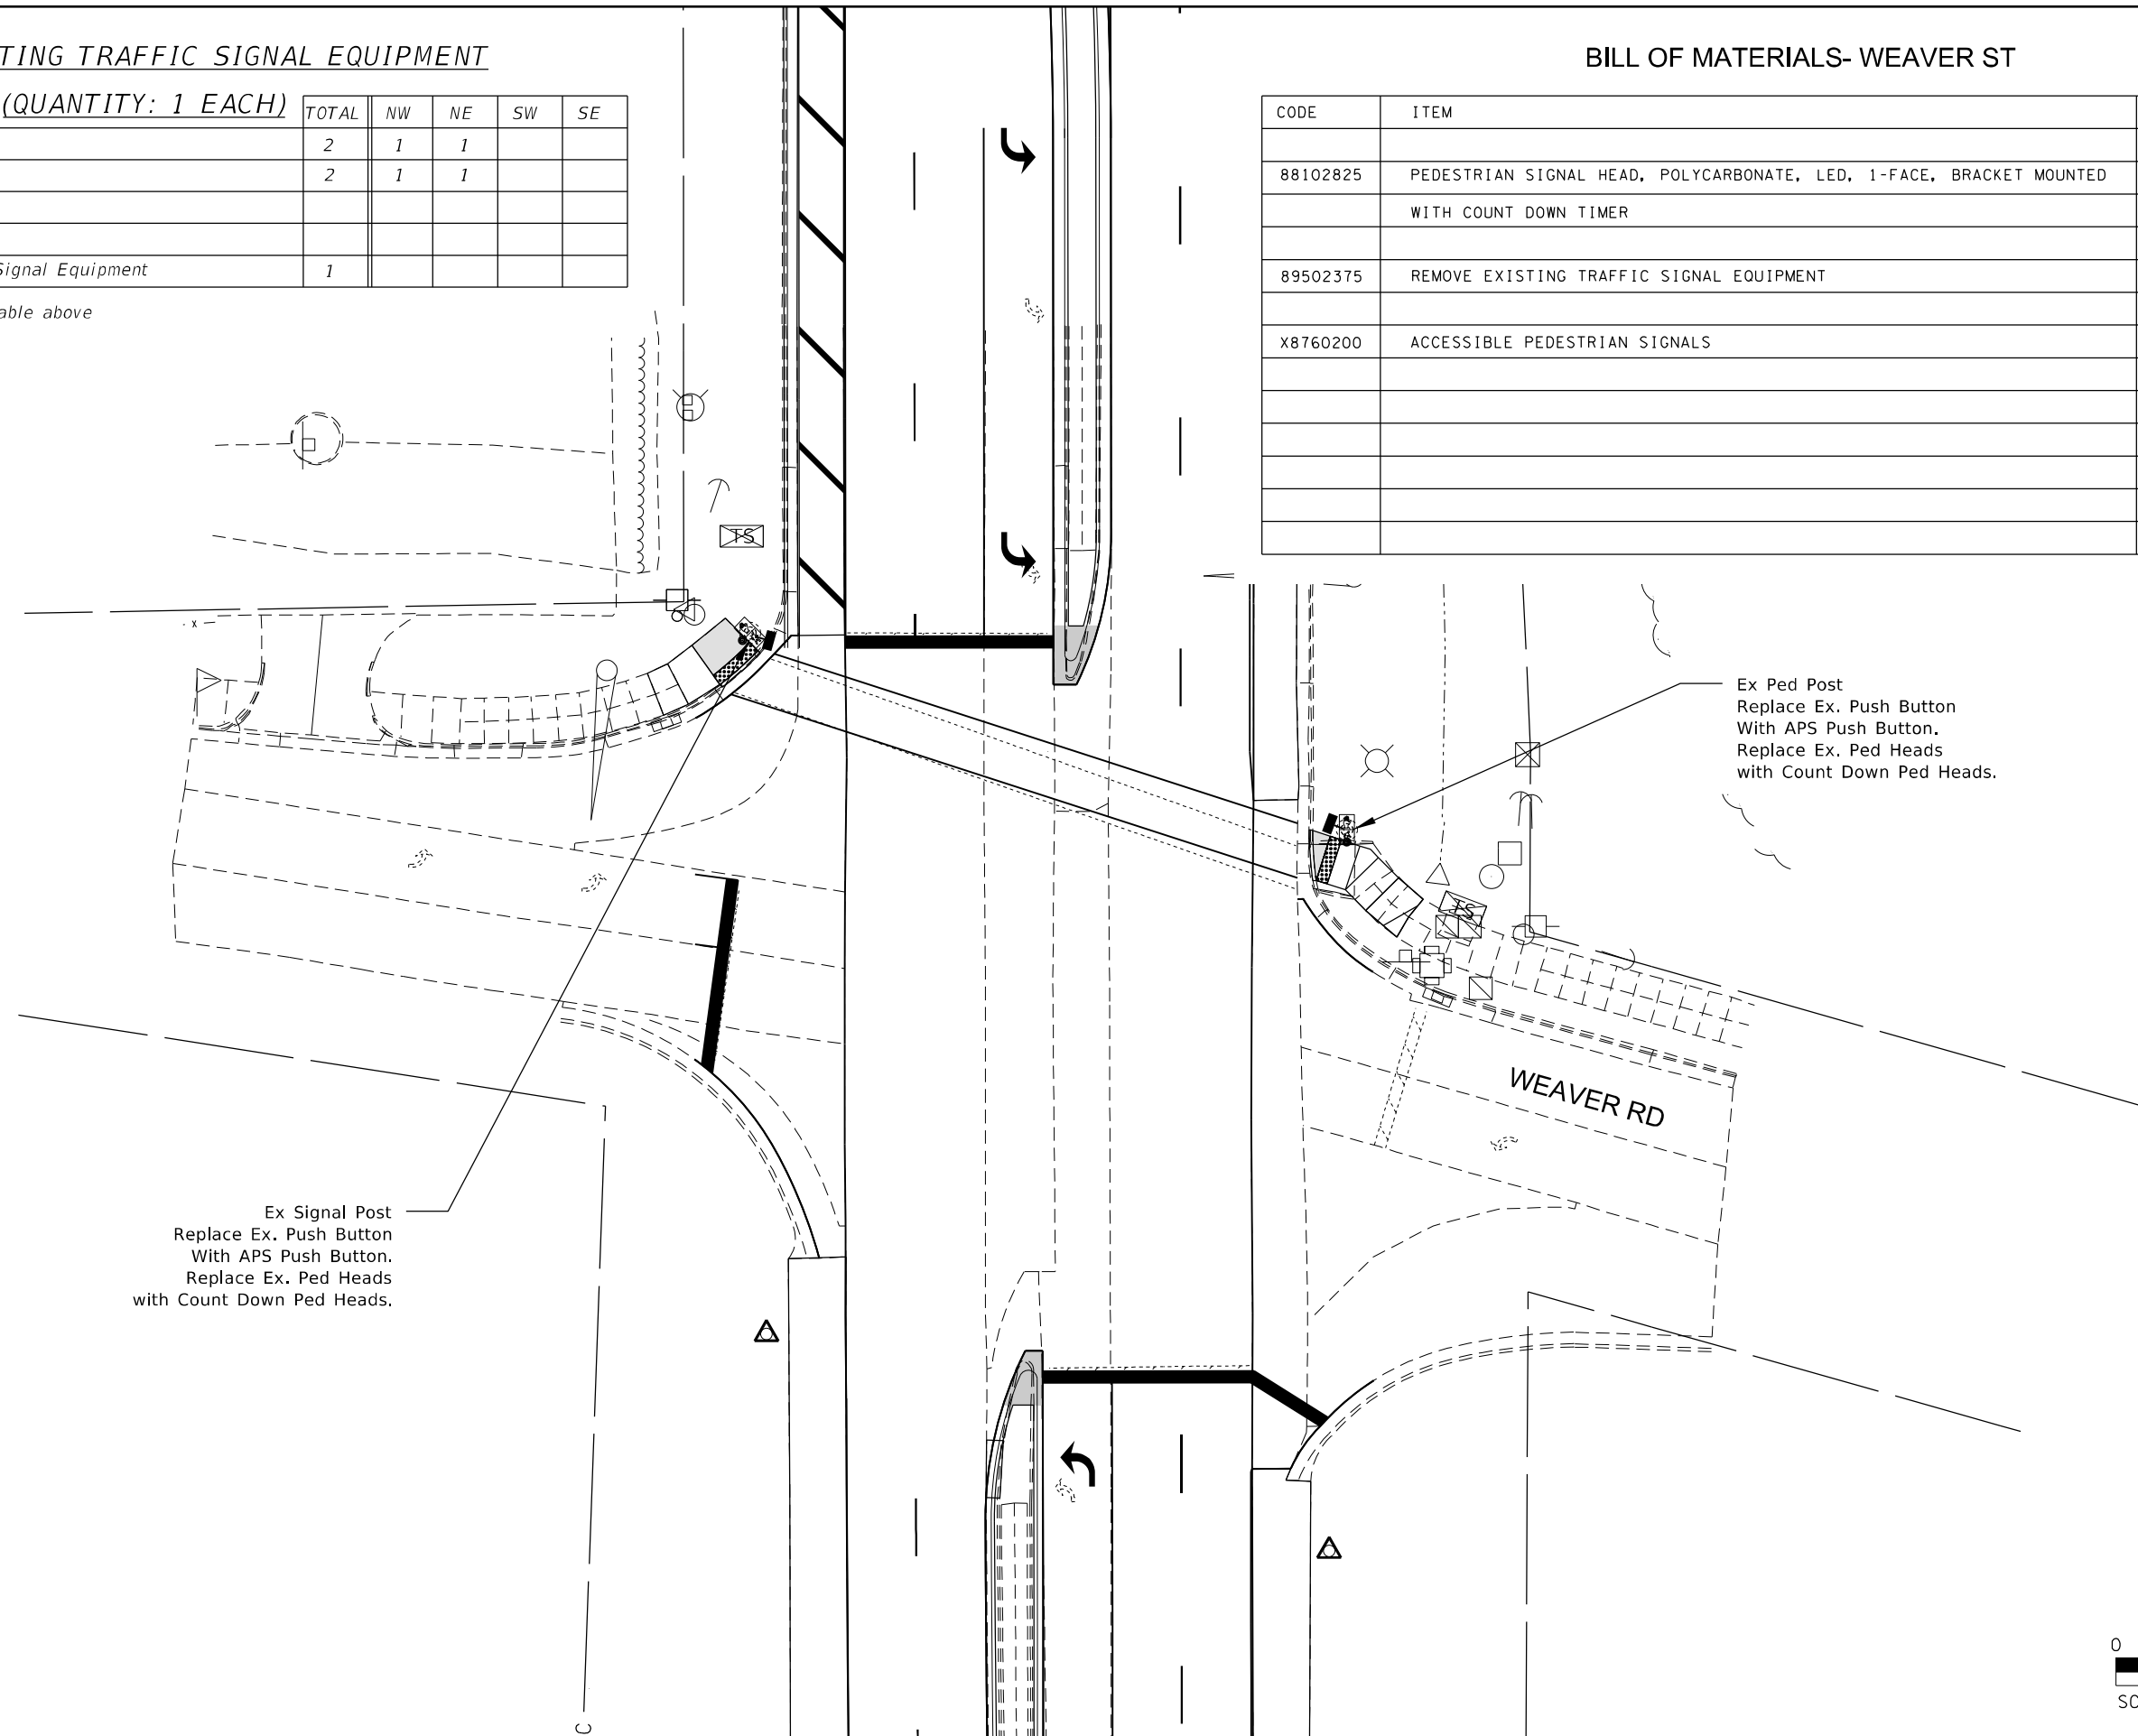 TING TRAFFIC SIGNAL EQUIPMENT
(QUANTITY: 1 EACH)
TOTAL NW NE SW SE
2 1 1
2 1 1
Signal Equipment 1
able above
BILL OF MATERIALS- WEAVER ST
CODE ITEM
88102825 PEDESTRIAN SIGNAL HEAD, POLYCARBONATE, LED, 1-FACE, BRACKET MOUNTED
WITH COUNT DOWN TIMER
89502375 REMOVE EXISTING TRAFFIC SIGNAL EQUIPMENT
X8760200 ACCESSIBLE PEDESTRIAN SIGNALS
TS
x
Ex Ped Post
Replace Ex. Push Button
With APS Push Button.
Replace Ex. Ped Heads
with Count Down Ped Heads.
TS
WEAVER RD
Ex Signal Post
Replace Ex. Push Button
With APS Push Button.
Replace Ex. Ped Heads
with Count Down Ped Heads.
0
SC
C